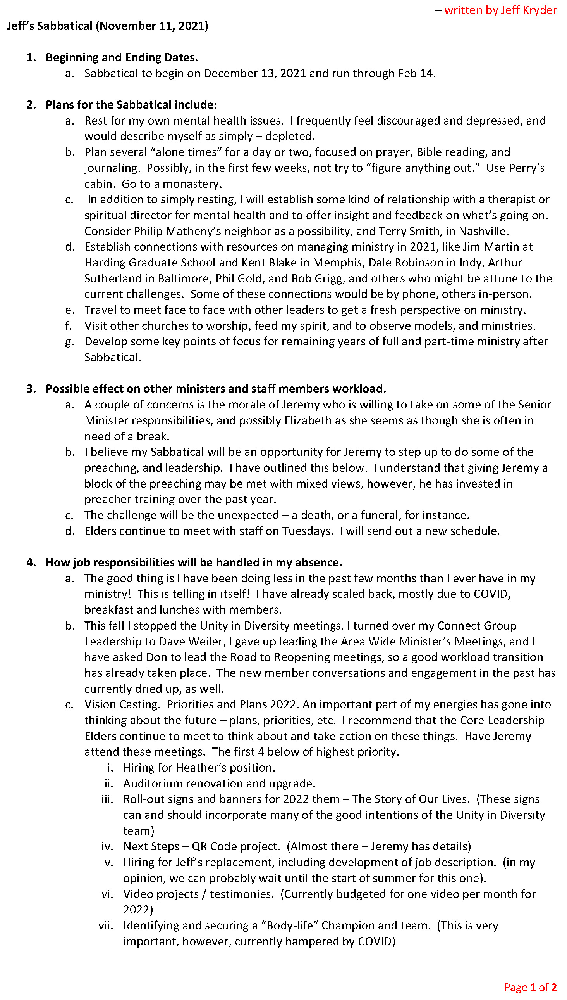 – written by Jeff Kryder
Jeff’s Sabbatical (November 11, 2021)
1. Beginning and Ending Dates.
a. Sabbatical to begin on December 13, 2021 and run through Feb 14.
2. Plans for the Sabbatical include:
a. Rest for my own mental health issues.  I frequently feel discouraged and depressed, and
would describe myself as simply – depleted.
b. Plan several “alone times” for a day or two, focused on prayer, Bible reading, and
journaling.  Possibly, in the first few weeks, not try to “figure anything out.”  Use Perry’s
cabin.  Go to a monastery.
c. In addition to simply resting, I will establish some kind of relationship with a therapist or
spiritual director for mental health and to offer insight and feedback on what’s going on.
Consider Philip Matheny’s neighbor as a possibility, and Terry Smith, in Nashville.
d. Establish connections with resources on managing ministry in 2021, like Jim Martin at
Harding Graduate School and Kent Blake in Memphis, Dale Robinson in Indy, Arthur
Sutherland in Baltimore, Phil Gold, and Bob Grigg, and others who might be attune to the
current challenges.  Some of these connections would be by phone, others in-person.
e. Travel to meet face to face with other leaders to get a fresh perspective on ministry.
f. Visit other churches to worship, feed my spirit, and to observe models, and ministries.
g. Develop some key points of focus for remaining years of full and part-time ministry after
Sabbatical.
3. Possible effect on other ministers and staff members workload.
a. A couple of concerns is the morale of Jeremy who is willing to take on some of the Senior
Minister responsibilities, and possibly Elizabeth as she seems as though she is often in
need of a break.
b. I believe my Sabbatical will be an opportunity for Jeremy to step up to do some of the
preaching, and leadership.  I have outlined this below.  I understand that giving Jeremy a
block of the preaching may be met with mixed views, however, he has invested in
preacher training over the past year.
c. The challenge will be the unexpected – a death, or a funeral, for instance.
d. Elders continue to meet with staff on Tuesdays.  I will send out a new schedule.
4. How job responsibilities will be handled in my absence.
a. The good thing is I have been doing less in the past few months than I ever have in my
ministry!  This is telling in itself!  I have already scaled back, mostly due to COVID,
breakfast and lunches with members.
b. This fall I stopped the Unity in Diversity meetings, I turned over my Connect Group
Leadership to Dave Weiler, I gave up leading the Area Wide Minister’s Meetings, and I
have asked Don to lead the Road to Reopening meetings, so a good workload transition
has already taken place.  The new member conversations and engagement in the past has
currently dried up, as well.
c. Vision Casting.  Priorities and Plans 2022. An important part of my energies has gone into
thinking about the future – plans, priorities, etc.  I recommend that the Core Leadership
Elders continue to meet to think about and take action on these things.  Have Jeremy
attend these meetings.  The first 4 below of highest priority.
i. Hiring for Heather’s position.
ii. Auditorium renovation and upgrade.
iii. Roll-out signs and banners for 2022 them – The Story of Our Lives.  (These signs
can and should incorporate many of the good intentions of the Unity in Diversity
team)
iv. Next Steps – QR Code project.  (Almost there – Jeremy has details)
v. Hiring for Jeff’s replacement, including development of job description.  (in my
opinion, we can probably wait until the start of summer for this one).
vi. Video projects / testimonies.  (Currently budgeted for one video per month for
2022)
vii. Identifying and securing a “Body-life” Champion and team.  (This is very
important, however, currently hampered by COVID)
Page 1 of 2